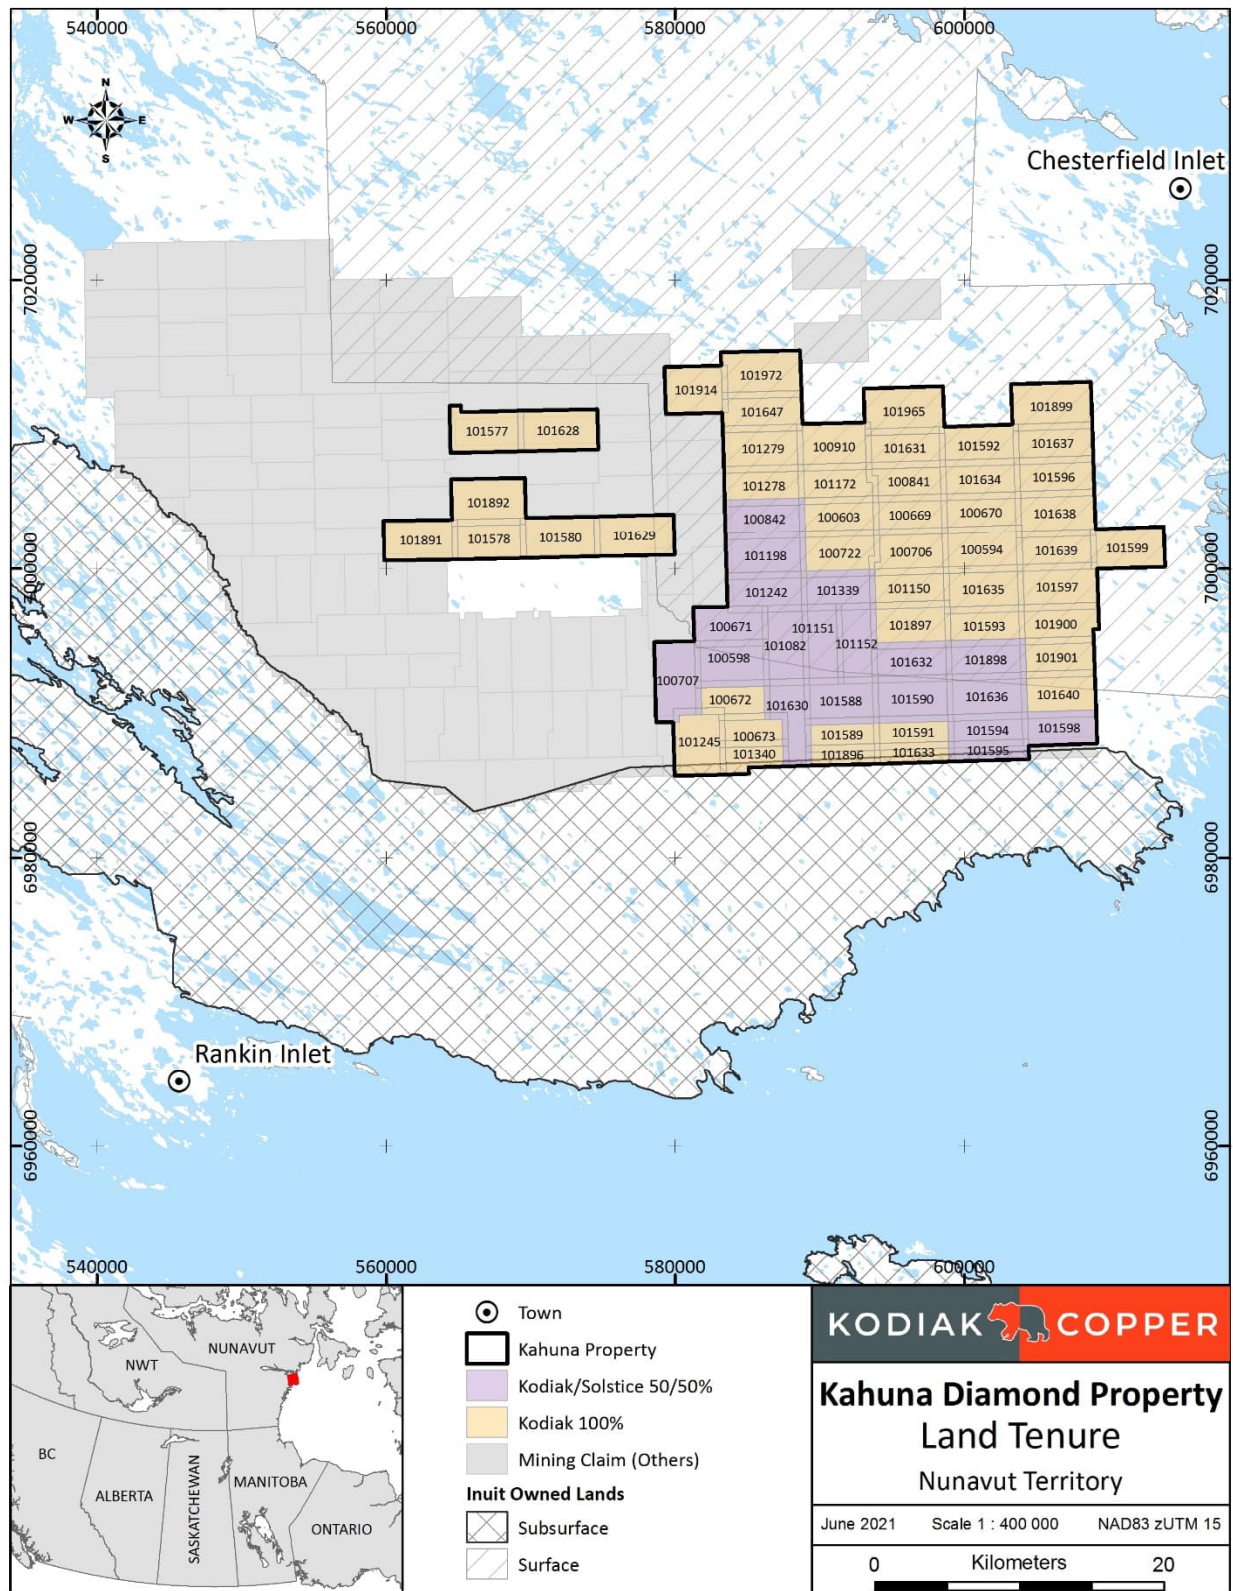 540000 560000 580000 600000
N
W E
S
Chesterfield Inlet
7020000 7020000
101972
101914
101647 101965 101899
101577 101628
101279 100910 101631 101592 101637
101278 101172 100841 101634 101596
101892
100842 100603 100669 100670 101638
101891 101578 101580 101629
101198 100722 100706 100594 101639 101599
7000000 7000000
101242 101339 101150 101635 101597
100671 101151 101897 101593 101900
101082 101152
100598 101632 101898 101901
100707
100672 101630 101588 101590 101636 101640
101245 100673 101589 101591 101594 101598
101340 101896 101633 101595
6980000 6980000
Rankin Inlet
6960000 6960000
540000 560000 580000 600000
NUNAVUT
NWT
BC
ALBERTA
SASKATCHEWAN
MANITOBA
ONTARIO
Town
Kahuna Property
Kodiak/Solstice 50/50%
Kodiak 100%
Mining Claim (Others)
Inuit Owned Lands
Subsurface
Surface
KODIAK COPPER
Kahuna Diamond Property
Land Tenure
Nunavut Territory
June 2021 Scale 1 : 400 000 NAD83 zUTM 15
0 Kilometers 20